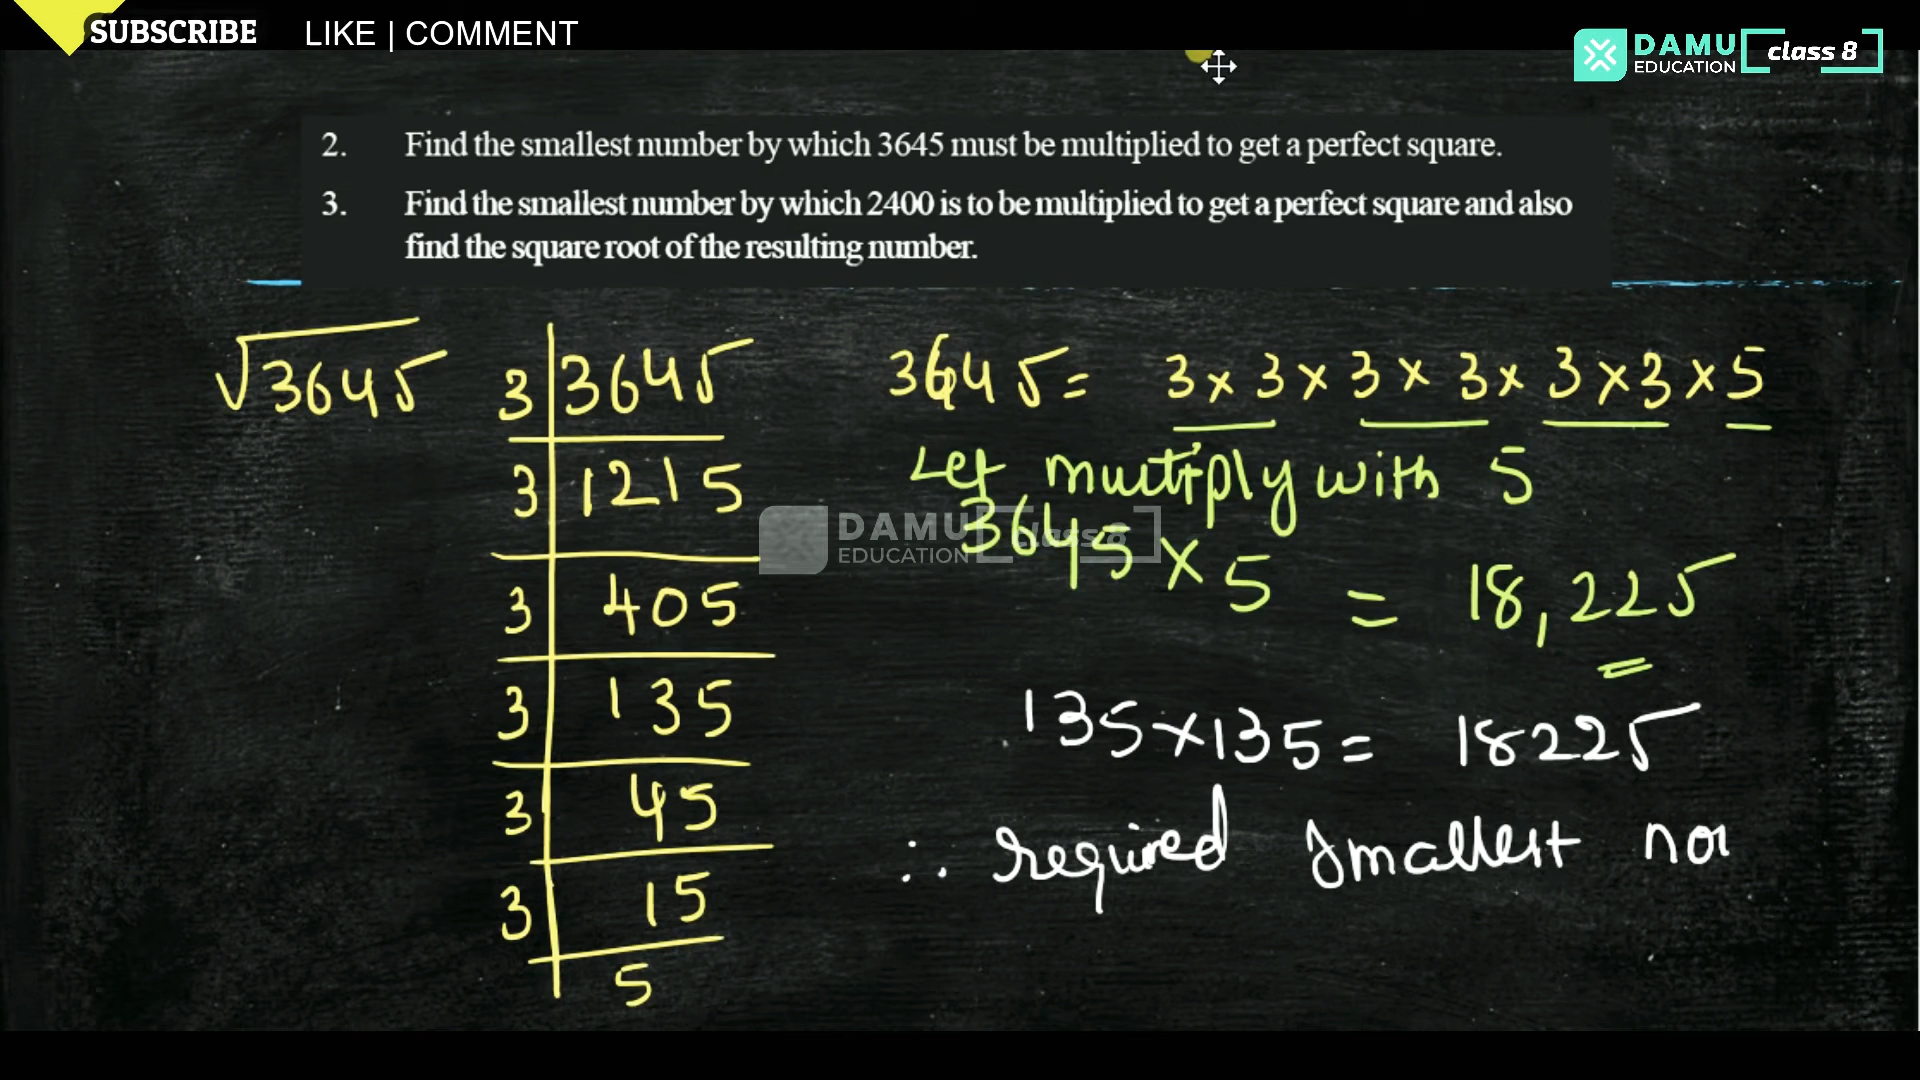 SUBSCRIBE LIKE | COMMENT
DAMU EDUCATION class 8
2. Find the smallest number by which 3645 must be multiplied to get a perfect square.
3. Find the smallest number by which 2400 is to be multiplied to get a perfect square and also
find the square root of the resulting number.
√3645
3 | 3645
3 | 1215
3 | 405
3 | 135
3 | 45
3 | 15
5
3645 = 3 × 3 × 3 × 3 × 3 × 3 × 5
Let multiply with 5
DAMU EDUCATION class 8
3645 × 5 = 18,225
135 × 135 = 18225
∴ required smallest no